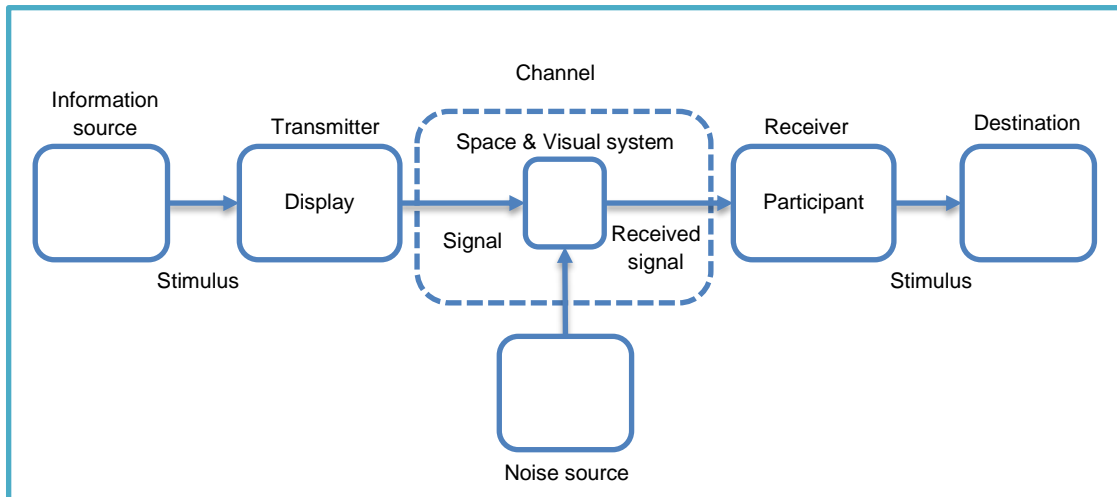 Channel
Information
source
Transmitter
Space & Visual system
Receiver
Destination
Display
Participant
Signal
Received
signal
Stimulus
Stimulus
Noise source